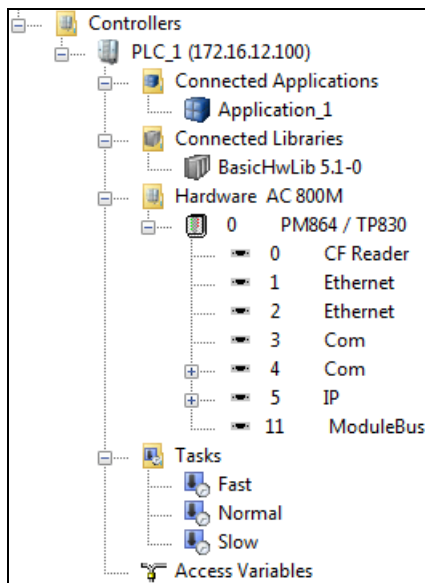 Controllers
PLC_1 (172.16.12.100)
Connected Applications
Application_1
Connected Libraries
BasicHwLib 5.1-0
Hardware AC 800M
0 PM864 / TP830
0 CF Reader
1 Ethernet
2 Ethernet
3 Com
4 Com
5 IP
11 ModuleBus
Tasks
Fast
Normal
Slow
Access Variables